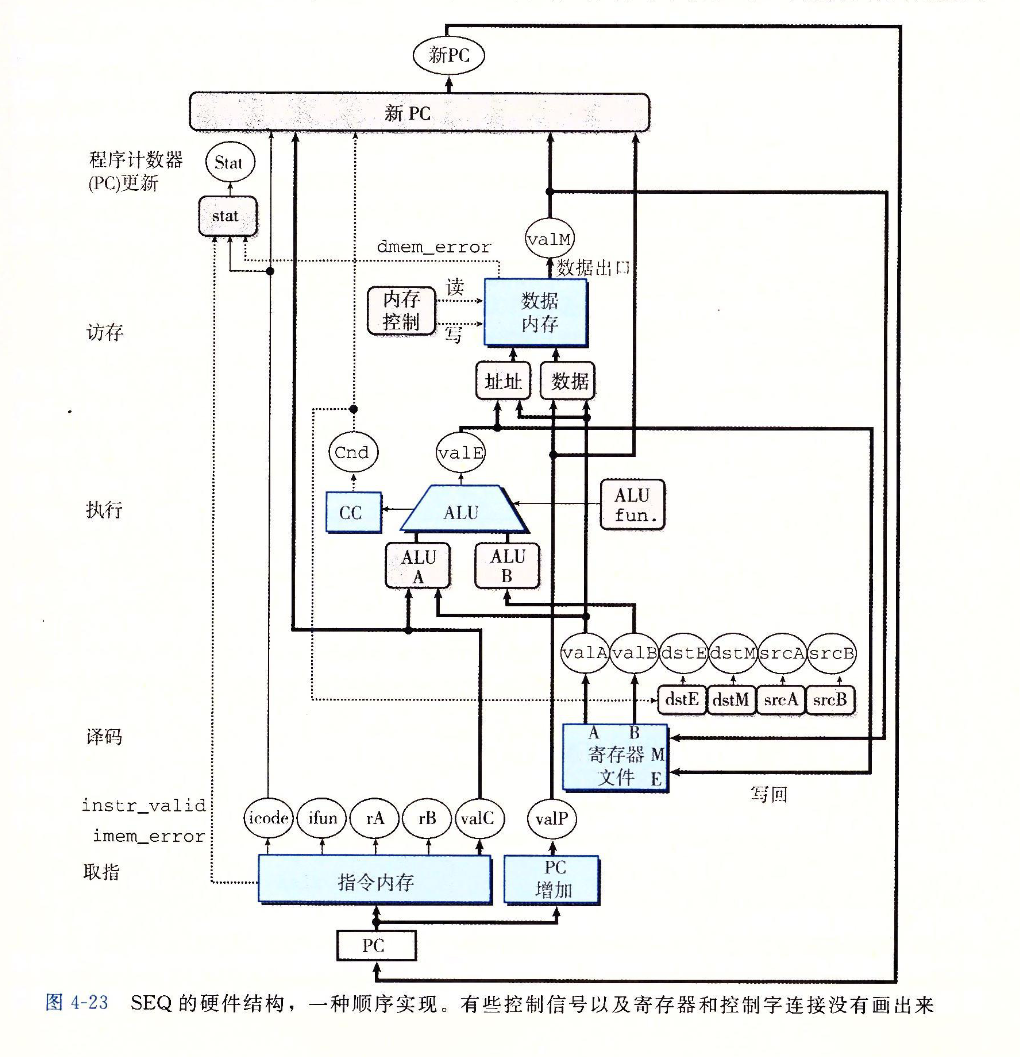 新PC
新 PC
程序计数器
(PC)更新
Stat
stat
dmem_error
valM
数据出口
内存
控制
读
写
数据
内存
访存
址址
数据
Cnd
valE
CC
ALU
ALU
fun.
执行
ALU
A
ALU
B
valA
valB
dstE
dstM
srcA
srcB
dstE
dstM
srcA
srcB
译码
A B
寄存器 M
文件 E
写回
instr_valid
imem_error
icode
ifun
rA
rB
valC
valP
取指
指令内存
PC
增加
PC
图 4-23 SEQ 的硬件结构，一种顺序实现。有些控制信号以及寄存器和控制字连接没有画出来